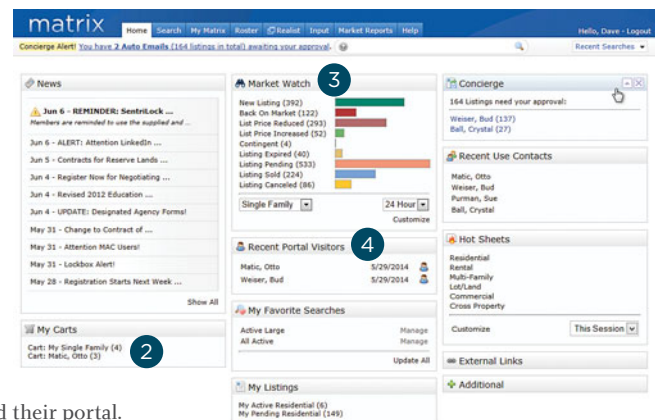 matrix
Home Search My Matrix Roster Realist Input Market Reports Help
Hello, Dave - Logout
Concierge Alert! You have 2 Auto Emails (164 listings in total) awaiting your approval.
Recent Searches
News
Jun 6 - REMINDER: SentriLock ...
Members are reminded to use the supplied and ...
Jun 6 - ALERT: Attention LinkedIn ...
Jun 5 - Contracts for Reserve Lands ...
Jun 4 - Register Now for Negotiating ...
Jun 4 - Revised 2012 Education ...
Jun 4 - UPDATE: Designated Agency Forms!
May 31 - Change to Contract of ...
May 31 - Attention MAC Users!
May 31 - Lockbox Alert!
May 28 - Registration Starts Next Week ...
Show All
My Carts
2
Cart: My Single Family (4)
Cart: Matic, Otto (3)
Market Watch
3
New Listing (392)
Back On Market (122)
List Price Reduced (293)
List Price Increased (52)
Contingent (4)
Listing Expired (40)
Listing Pending (533)
Listing Sold (224)
Listing Canceled (86)
Single Family 24 Hour
Customize
Recent Portal Visitors
4
Matic, Otto 5/29/2014
Weiser, Bud 5/29/2014
My Favorite Searches
Active Large Manage
All Active Manage
Update All
My Listings
My Active Residential (6)
My Pending Residential (149)
Concierge
164 Listings need your approval:
Weiser, Bud (137)
Ball, Crystal (27)
Recent Use Contacts
Matic, Otto
Weiser, Bud
Purman, Sue
Ball, Crystal
Hot Sheets
Residential
Rental
Multi-Family
Lot/Land
Commercial
Cross Property
Customize This Session
External Links
Additional
d their portal.